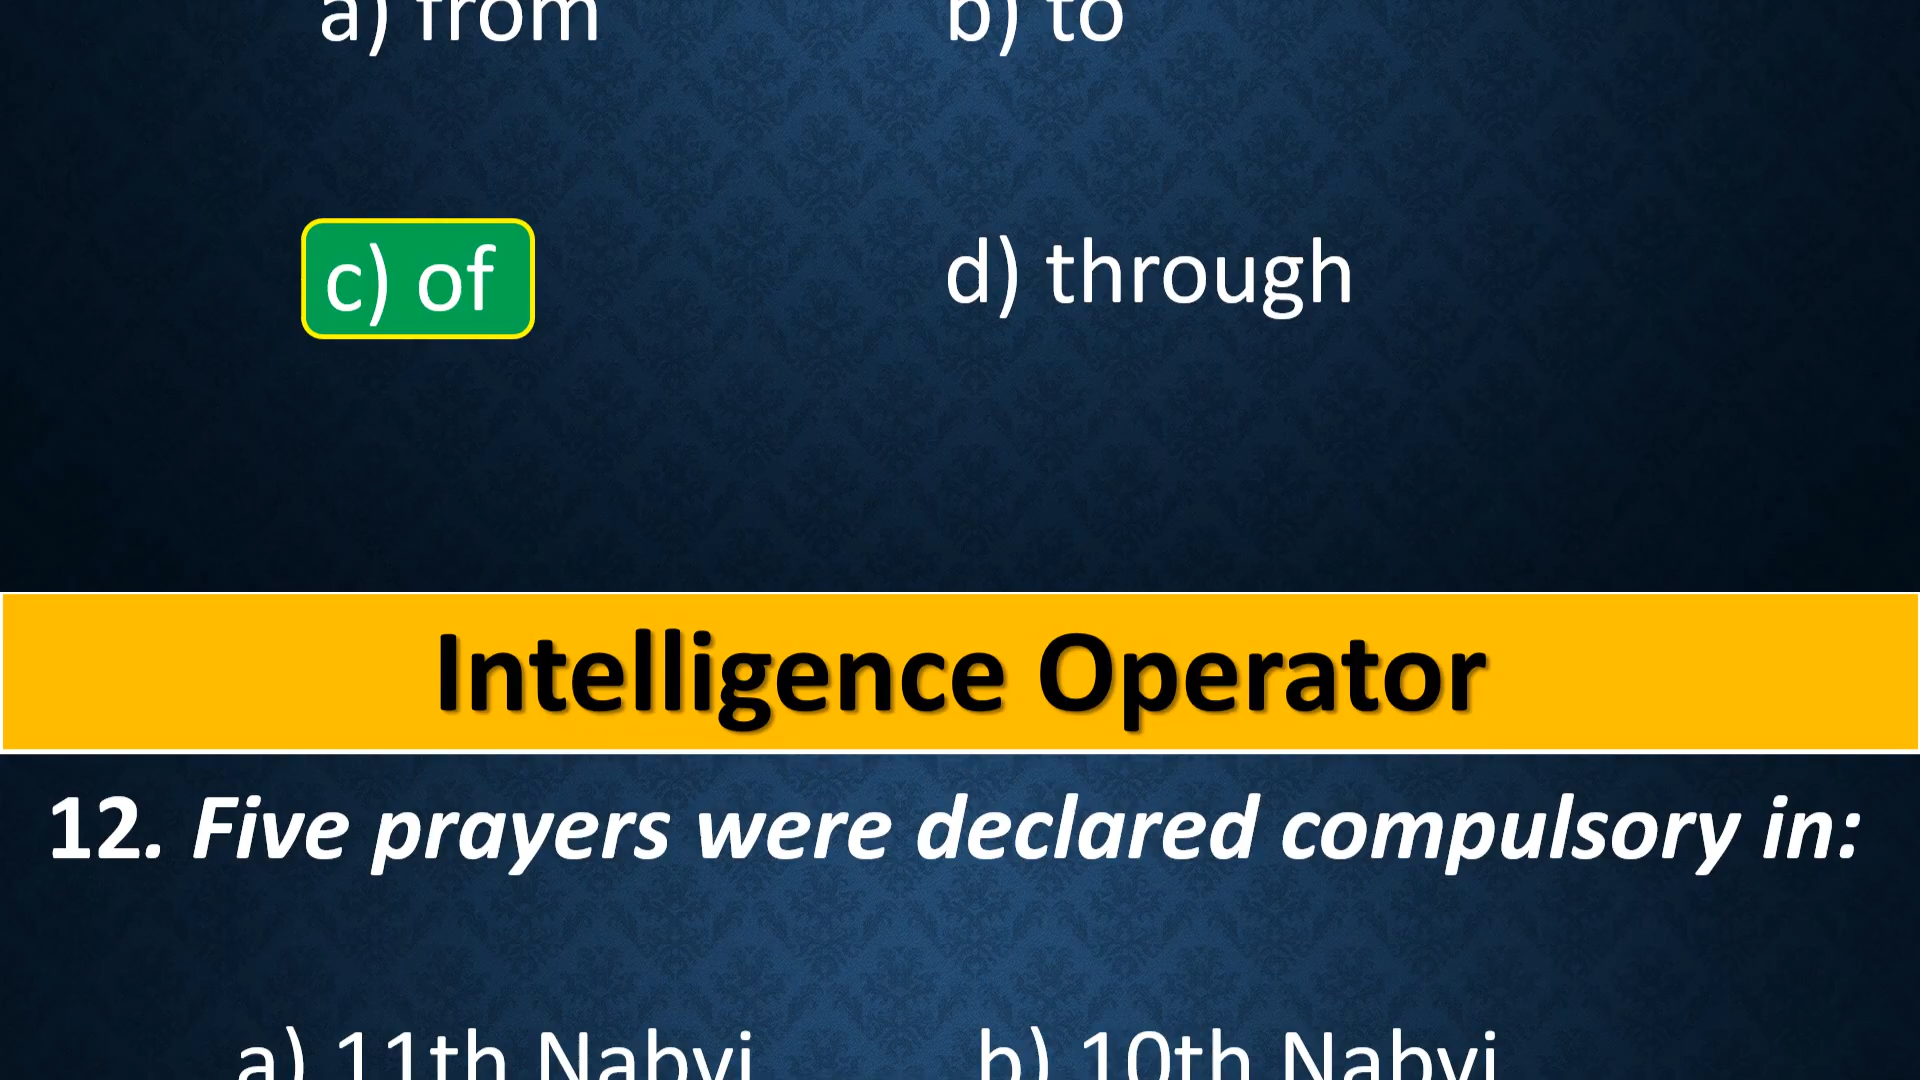 a) from b) to
c) of d) through
Intelligence Operator
12. Five prayers were declared compulsory in:
a) 11th Nabvi b) 10th Nabvi